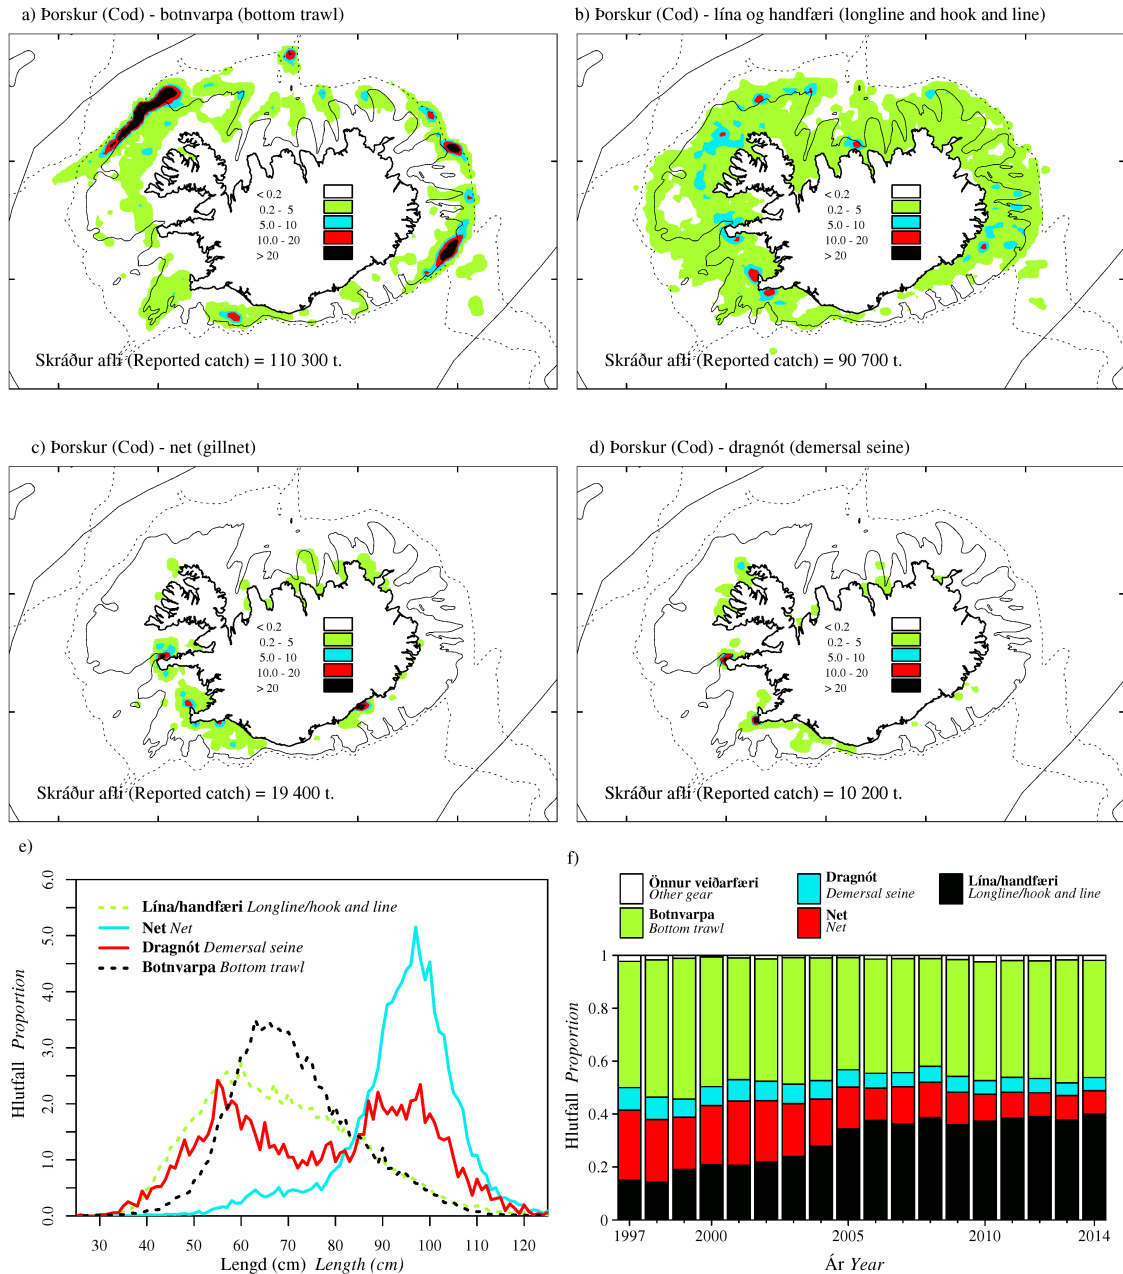 a) Þorskur (Cod) - botnvarpa (bottom trawl)
< 0.2
0.2 - 5
5.0 - 10
10.0 - 20
> 20
Skráður afli (Reported catch) = 110 300 t.
b) Þorskur (Cod) - lína og handfæri (longline and hook and line)
< 0.2
0.2 - 5
5.0 - 10
10.0 - 20
> 20
Skráður afli (Reported catch) = 90 700 t.
c) Þorskur (Cod) - net (gillnet)
< 0.2
0.2 - 5
5.0 - 10
10.0 - 20
> 20
Skráður afli (Reported catch) = 19 400 t.
d) Þorskur (Cod) - dragnót (demersal seine)
< 0.2
0.2 - 5
5.0 - 10
10.0 - 20
> 20
Skráður afli (Reported catch) = 10 200 t.
e)
Hlutfall Proportion
6.0
5.0
4.0
3.0
2.0
1.0
0.0
Lína/handfæri Longline/hook and line
Net Net
Dragnót Demersal seine
Botnvarpa Bottom trawl
30 40 50 60 70 80 90 100 110 120
Lengd (cm) Length (cm)
f)
Önnur veiðarfæri
Other gear
Botnvarpa
Bottom trawl
Dragnót
Demersal seine
Net
Net
Lína/handfæri
Longline/hook and line
Hlutfall Proportion
1
0.8
0.6
0.4
0.2
0
1997 2000 2005 2010 2014
Ár Year